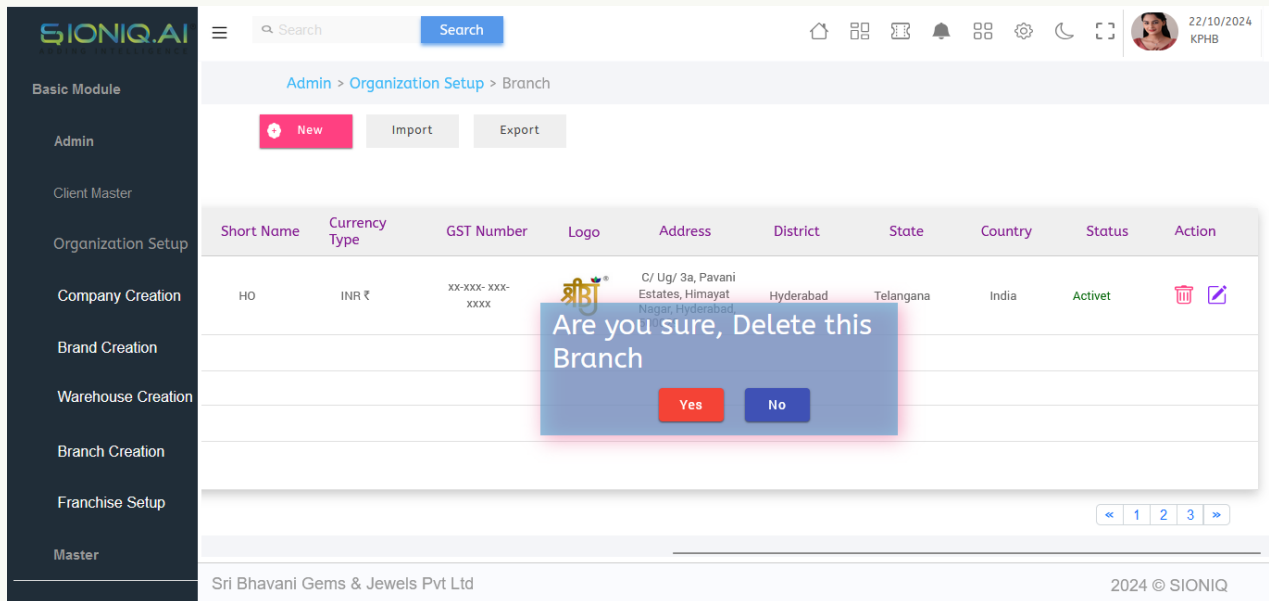 SIONIQ.AI
Search
Search
22/10/2024
KPHB
Basic Module
Admin
Client Master
Organization Setup
Company Creation
Brand Creation
Warehouse Creation
Branch Creation
Franchise Setup
Master
Admin > Organization Setup > Branch
New
Import
Export
Short Name
Currency
Type
GST Number
Logo
Address
District
State
Country
Status
Action
HO
INR ₹
xx-xxx- xxx-
xxxx
®
C/ Ug/ 3a, Pavani
Estates, Himayat
Nagar, Hyderabad,
Hyderabad
Telangana
India
Activet
Are you sure, Delete this
Branch
Yes
No
« 1 2 3 »
Sri Bhavani Gems & Jewels Pvt Ltd
2024 © SIONIQ